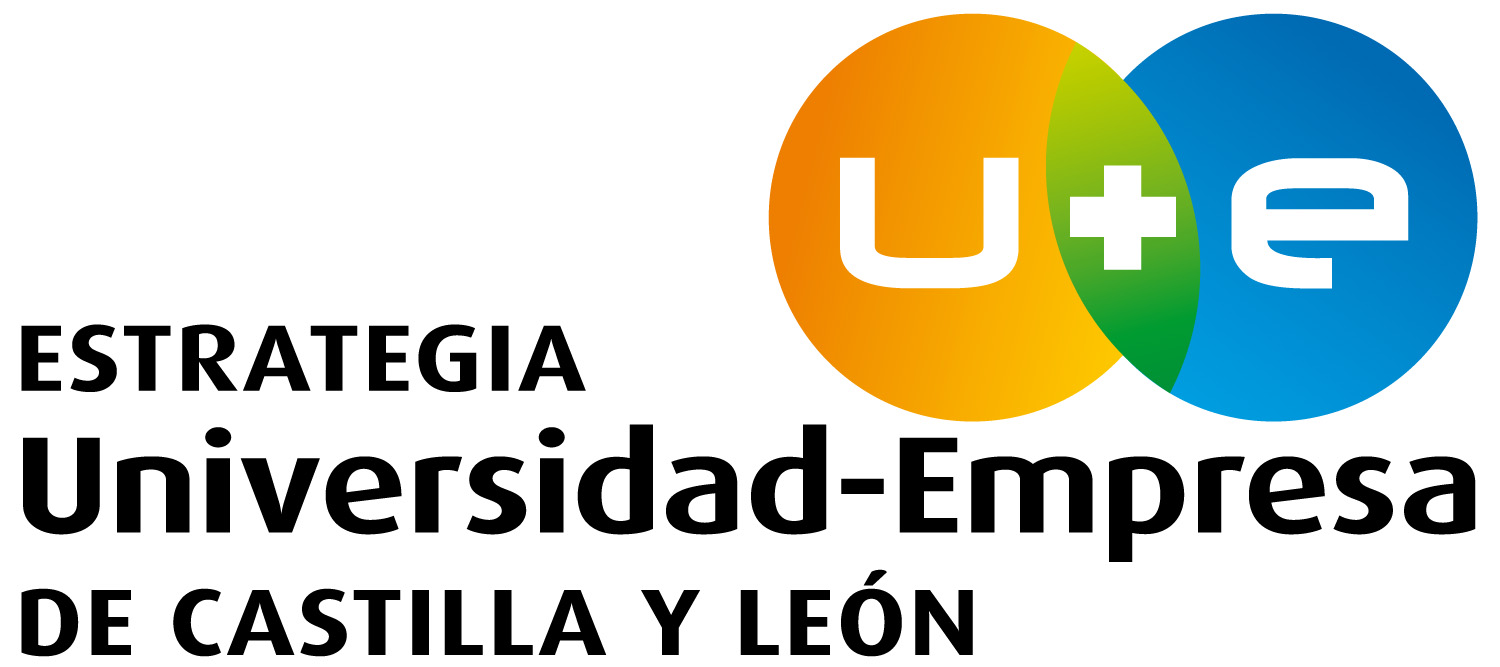 u+e
ESTRATEGIA
Universidad-Empresa
DE CASTILLA Y LEÓN